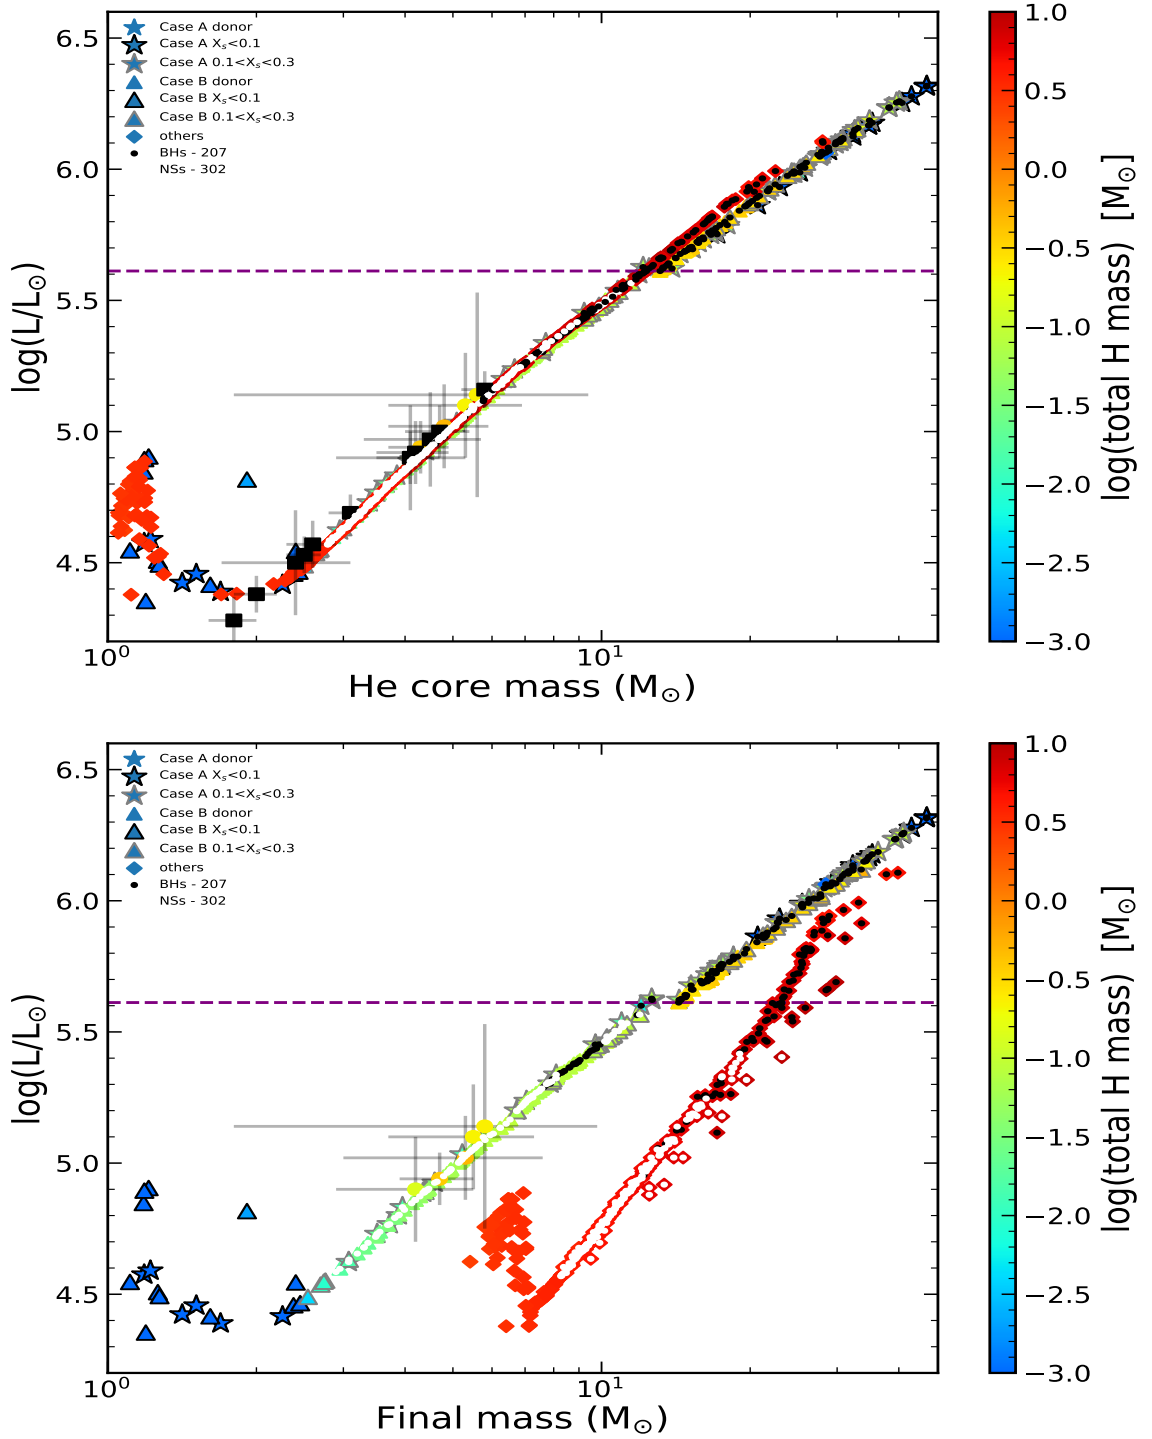 6.5
6.0
5.5
5.0
4.5
log(L/L⊙)
Case A donor
Case A Xₛ<0.1
Case A 0.1<Xₛ<0.3
Case B donor
Case B Xₛ<0.1
Case B 0.1<Xₛ<0.3
others
BHs - 207
NSs - 302
10⁰
10¹
He core mass (M⊙)
1.0
0.5
0.0
−0.5
−1.0
−1.5
−2.0
−2.5
−3.0
log(total H mass) [M⊙]
6.5
6.0
5.5
5.0
4.5
log(L/L⊙)
Case A donor
Case A Xₛ<0.1
Case A 0.1<Xₛ<0.3
Case B donor
Case B Xₛ<0.1
Case B 0.1<Xₛ<0.3
others
BHs - 207
NSs - 302
10⁰
10¹
Final mass (M⊙)
1.0
0.5
0.0
−0.5
−1.0
−1.5
−2.0
−2.5
−3.0
log(total H mass) [M⊙]